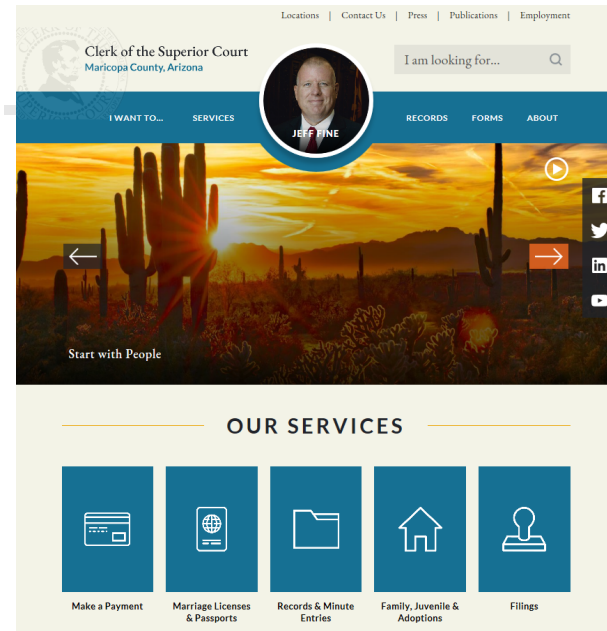 Locations | Contact Us | Press | Publications | Employment
Clerk of the Superior Court
Maricopa County, Arizona
I am looking for...
I WANT TO...
SERVICES
JEFF FINE
RECORDS
FORMS
ABOUT
Start with People
OUR SERVICES
Make a Payment
Marriage Licenses
& Passports
Records & Minute
Entries
Family, Juvenile &
Adoptions
Filings